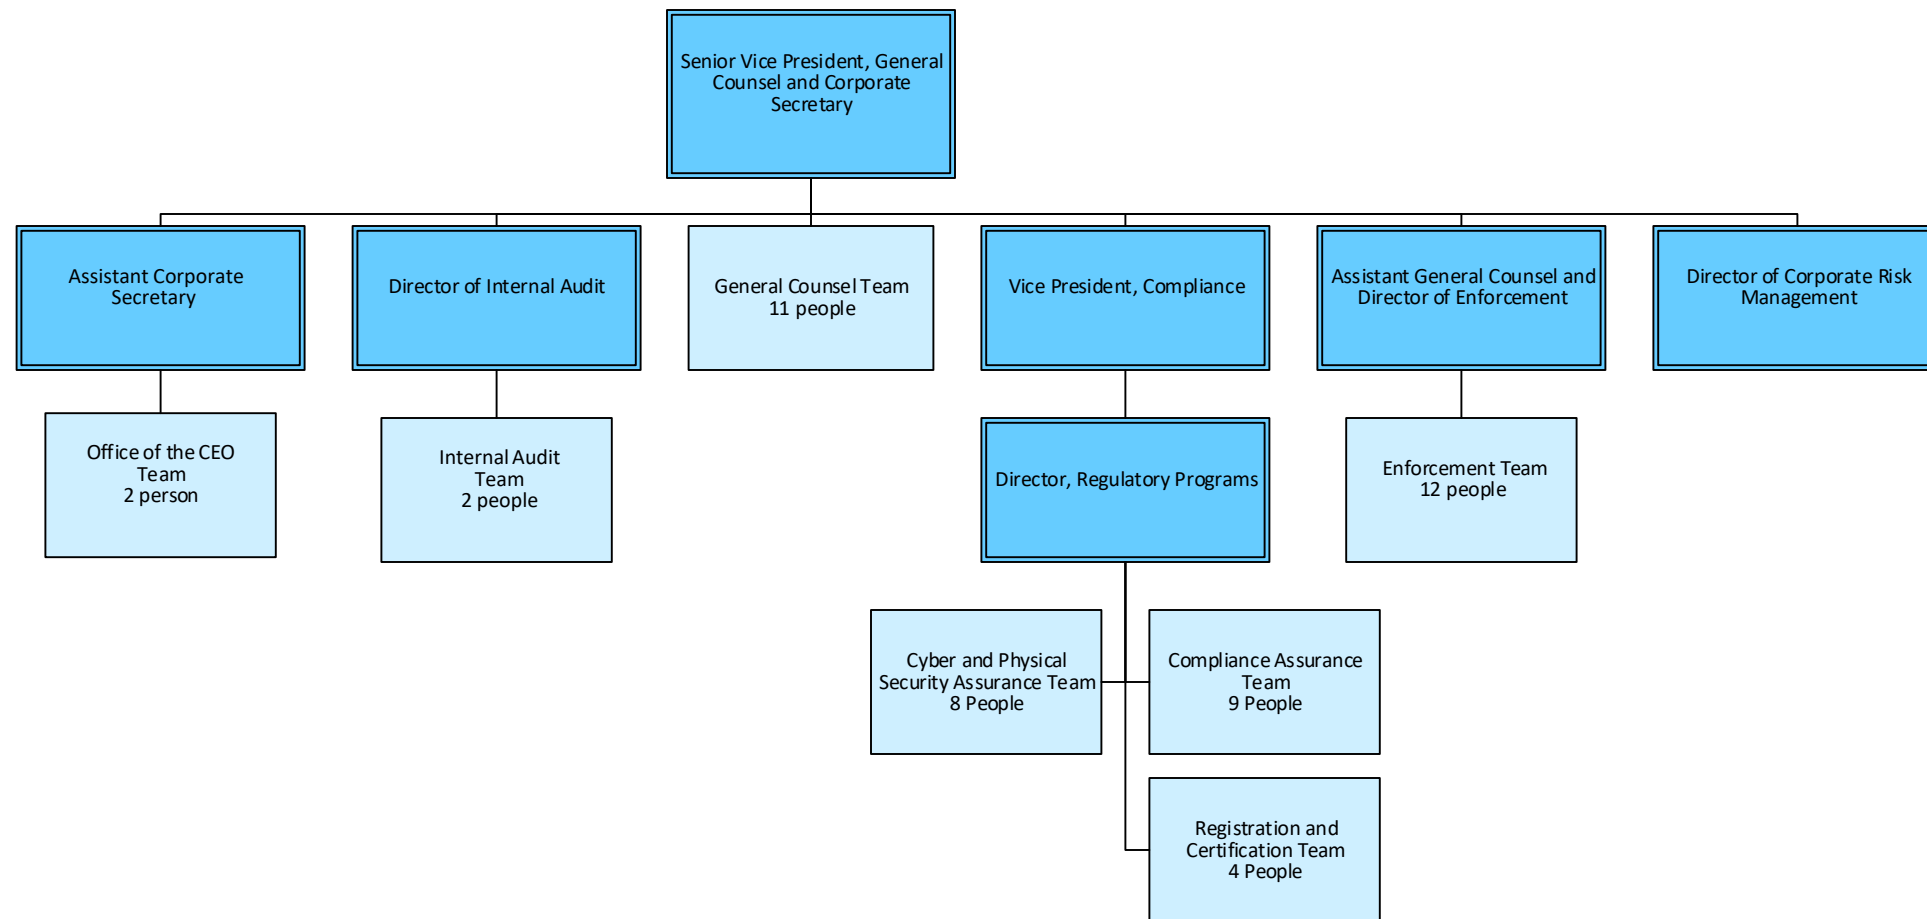 Senior Vice President, General
Counsel and Corporate
Secretary
Assistant Corporate
Secretary
Director of Internal Audit
General Counsel Team
11 people
Vice President, Compliance
Assistant General Counsel and
Director of Enforcement
Director of Corporate Risk
Management
Office of the CEO
Team
2 person
Internal Audit
Team
2 people
Director, Regulatory Programs
Enforcement Team
12 people
Cyber and Physical
Security Assurance Team
8 People
Compliance Assurance
Team
9 People
Registration and
Certification Team
4 People